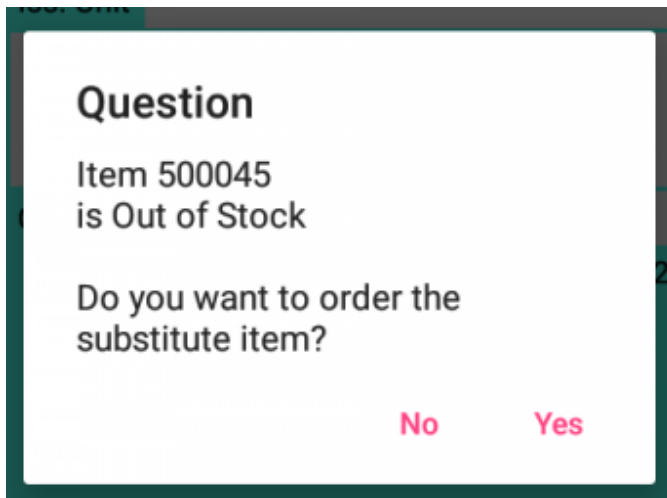 Question
Item 500045
is Out of Stock
Do you want to order the
substitute item?
No Yes